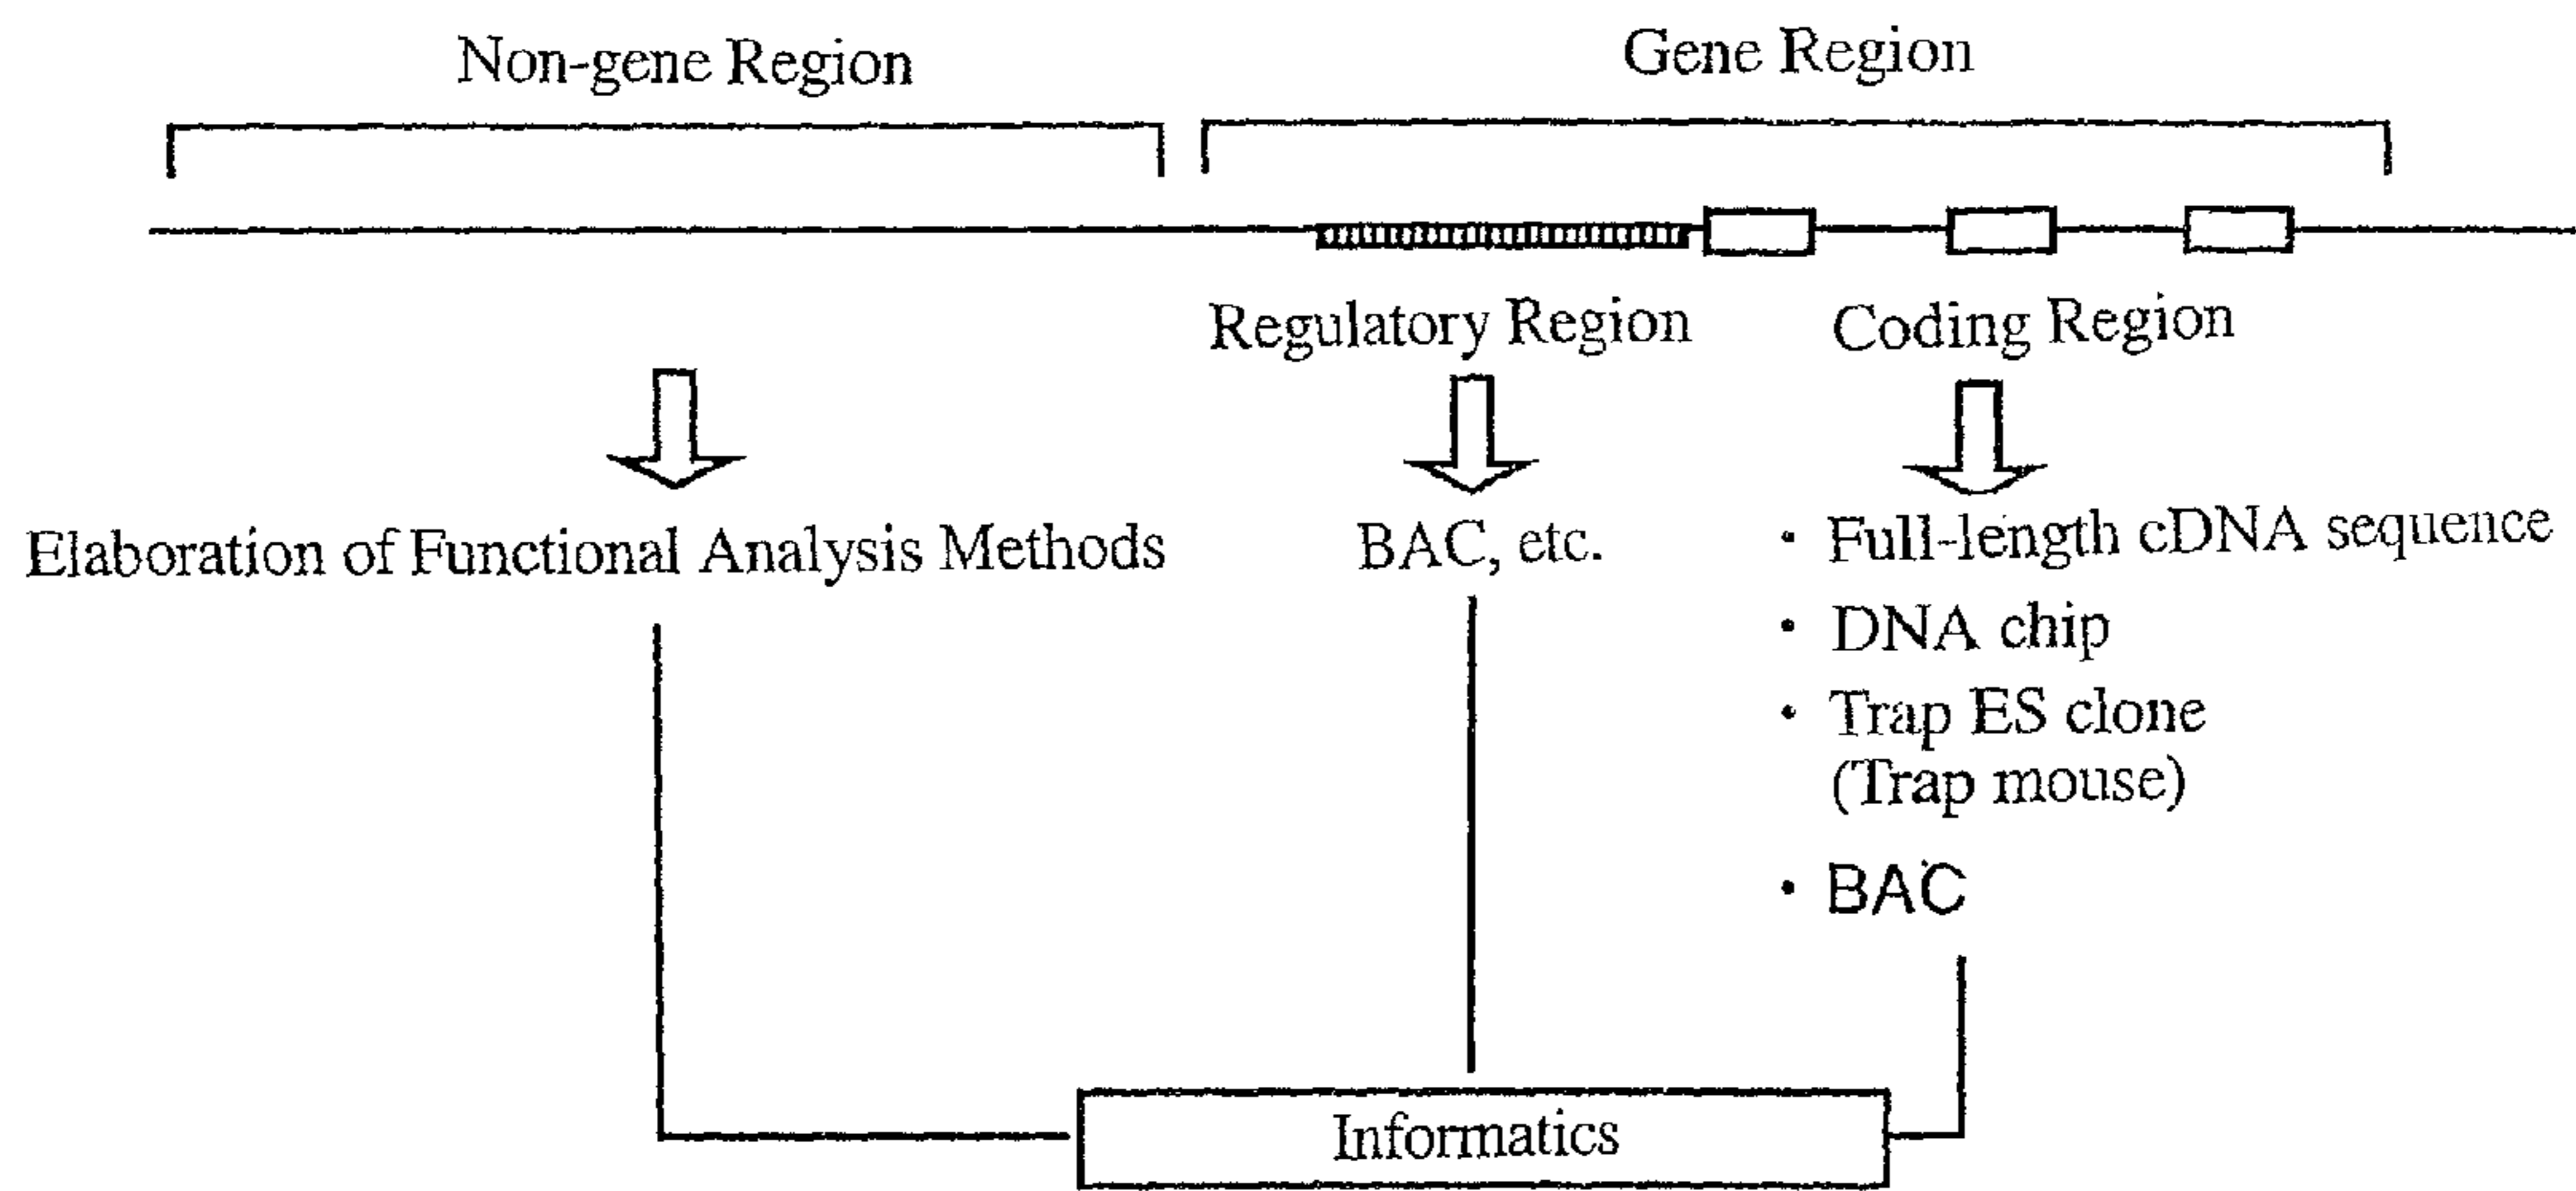 Non-gene Region
Gene Region
Regulatory Region
Coding Region
Elaboration of Functional Analysis Methods
BAC, etc.
· Full-length cDNA sequence
· DNA chip
· Trap ES clone
(Trap mouse)
· BAC
Informatics